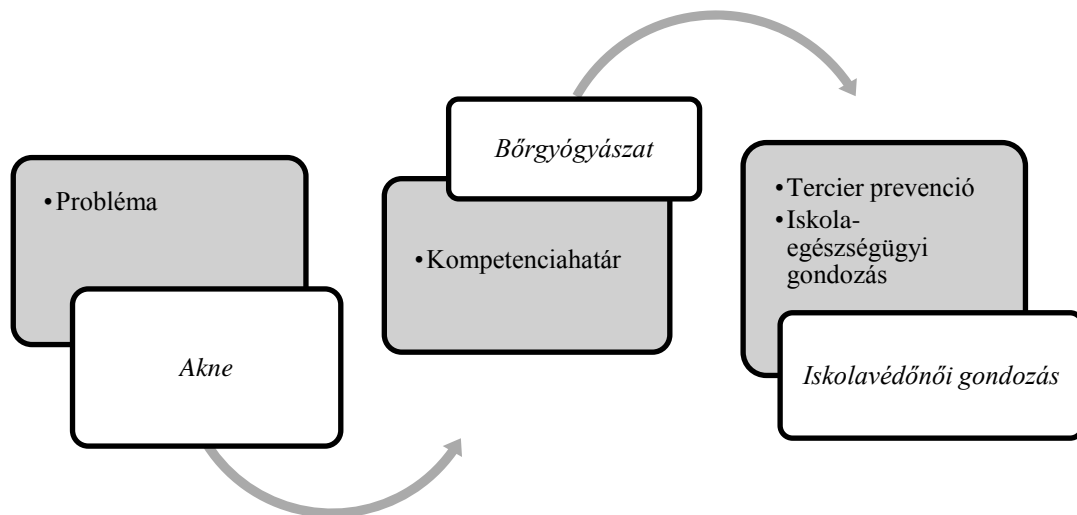 •Probléma
Akne
Bőrgyógyászat
•Kompetenciahatár
•Tercier prevenció
•Iskola-
egészségügyi
gondozás
Iskolavédőnői gondozás